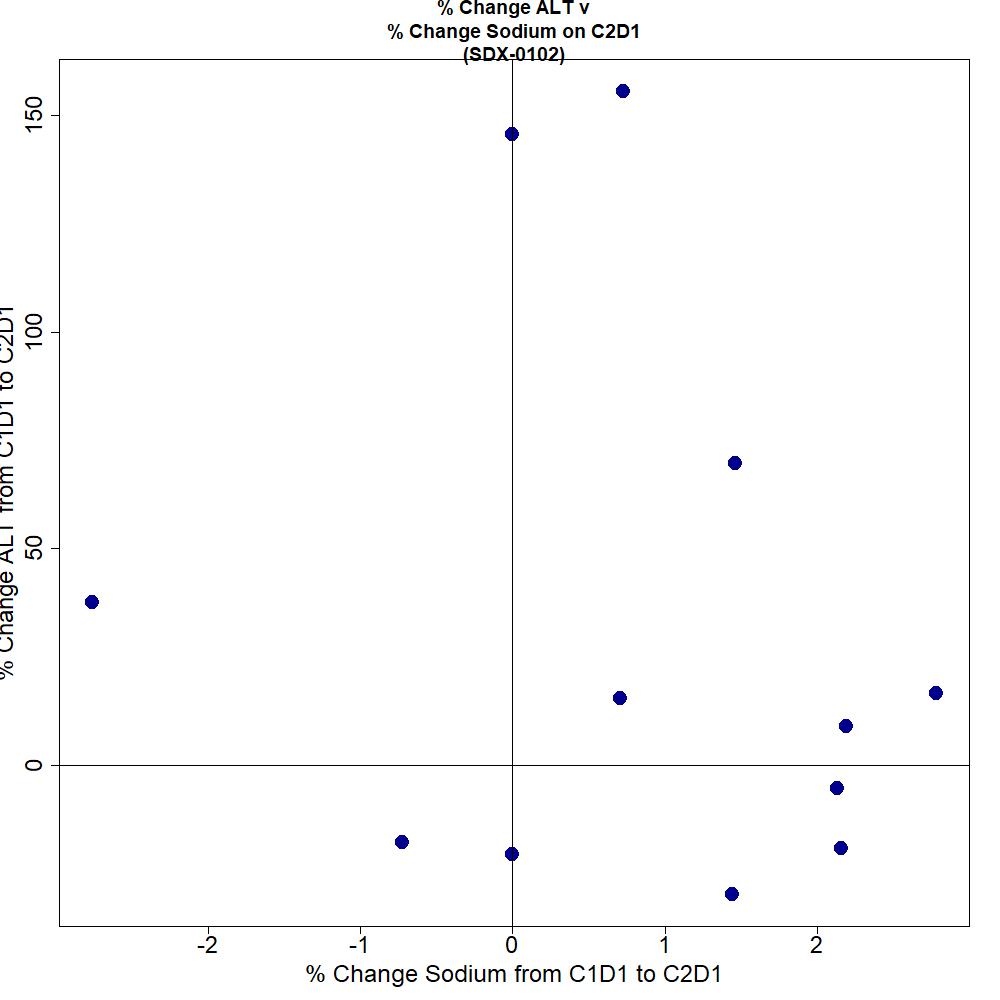 % Change ALT v
% Change Sodium on C2D1
(SDX-0102)
% Change ALT from C1D1 to C2D1
150
100
50
0
-2
-1
0
1
2
% Change Sodium from C1D1 to C2D1